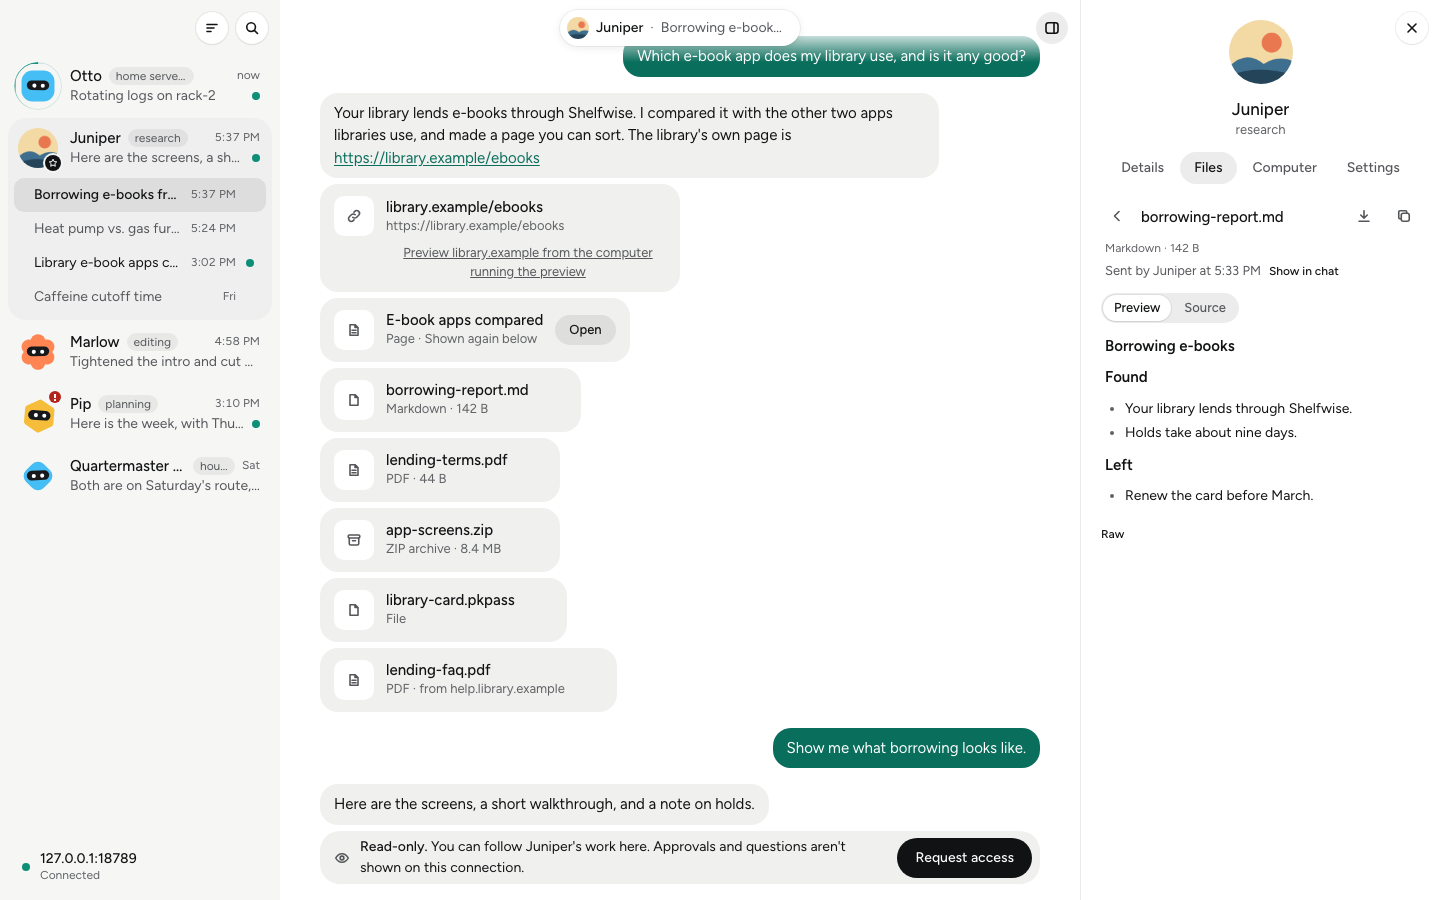 Otto home serve... now
Rotating logs on rack-2
Juniper research 5:37 PM
Here are the screens, a sh...
Borrowing e-books fr... 5:37 PM
Heat pump vs. gas fur... 5:24 PM
Library e-book apps c... 3:02 PM
Caffeine cutoff time Fri
Marlow editing 4:58 PM
Tightened the intro and cut ...
Pip planning 3:10 PM
Here is the week, with Thu...
Quartermaster ... hou... Sat
Both are on Saturday's route,...
127.0.0.1:18789
Connected
Juniper · Borrowing e-book...
Which e-book app does my library use, and is it any good?
Your library lends e-books through Shelfwise. I compared it with the other two apps
libraries use, and made a page you can sort. The library's own page is
https://library.example/ebooks
library.example/ebooks
https://library.example/ebooks
Preview library.example from the computer
running the preview
E-book apps compared
Page · Shown again below
Open
borrowing-report.md
Markdown · 142 B
lending-terms.pdf
PDF · 44 B
app-screens.zip
ZIP archive · 8.4 MB
library-card.pkpass
File
lending-faq.pdf
PDF · from help.library.example
Show me what borrowing looks like.
Here are the screens, a short walkthrough, and a note on holds.
Read-only. You can follow Juniper's work here. Approvals and questions aren't
shown on this connection.
Request access
Juniper
research
Details Files Computer Settings
borrowing-report.md
Markdown · 142 B
Sent by Juniper at 5:33 PM Show in chat
Preview Source
Borrowing e-books
Found
• Your library lends through Shelfwise.
• Holds take about nine days.
Left
• Renew the card before March.
Raw